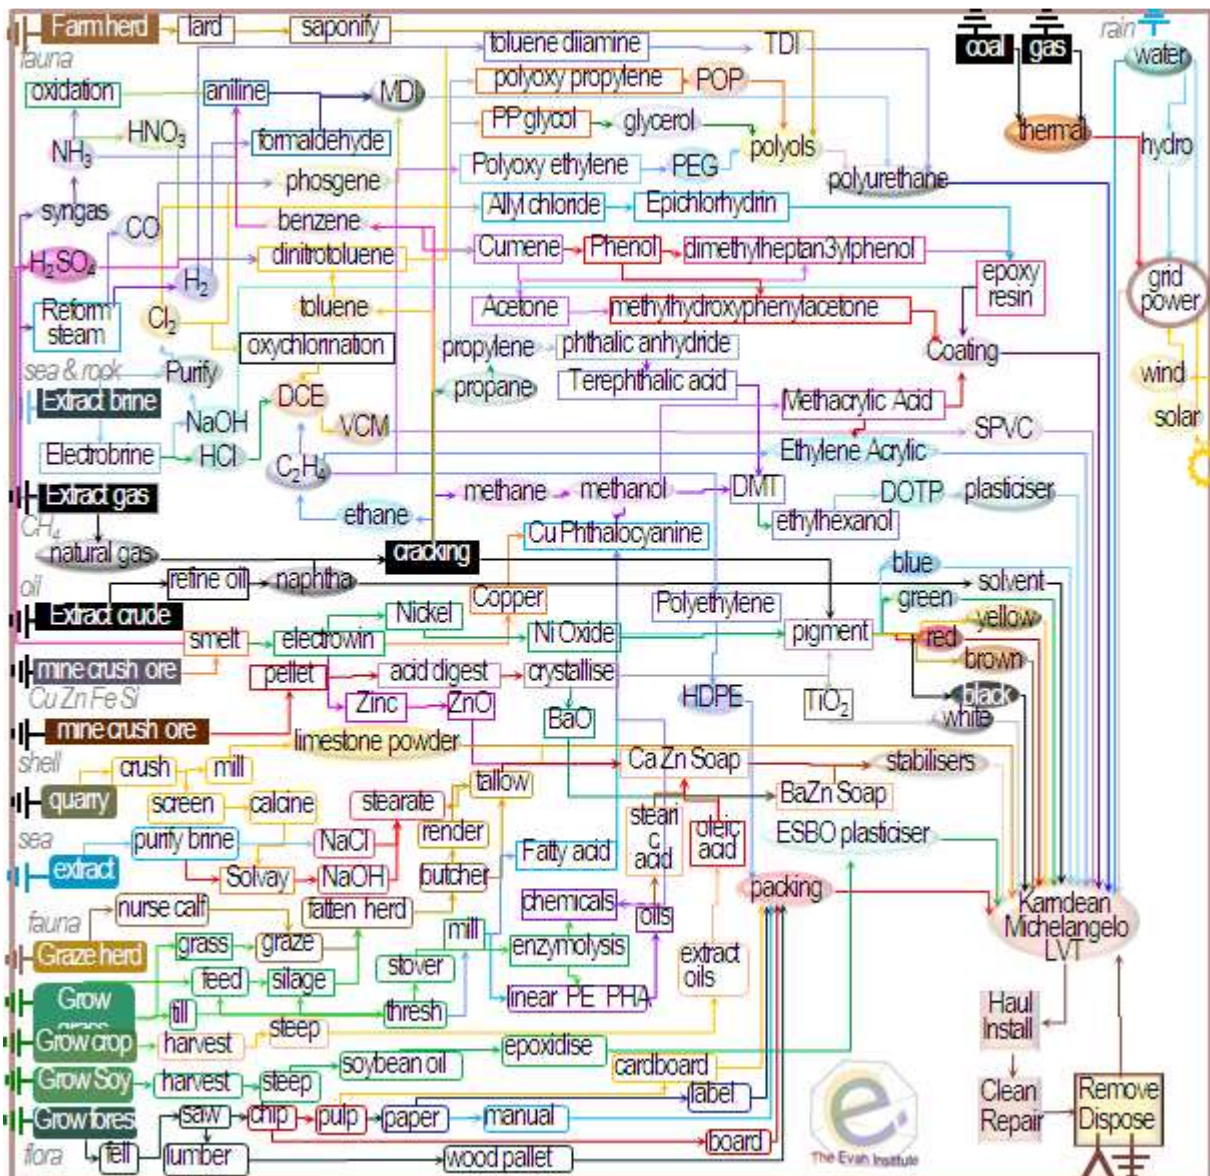 Farm herd
lard
saponify
toluene diamine
TDI
coal
gas
rain
water
fauna
oxidation
aniline
MDI
polyoxy propylene
POP
HNO3
formaldehyde
PP glycol
glycerol
polyols
thermal
hydro
NH3
phosgene
Polyoxy ethylene
PEG
polyurethane
syngas
CO
benzene
Allyl chloride
Epichlorhydrin
H2SO4
dinitrotoluene
Cumene
Phenol
dimethylheptan3ylphenol
H2
epoxy
resin
grid
power
Reform
steam
Cl2
toluene
Acetone
methylhydroxyphenylacetone
oxychlorination
propylene
phthalic anhydride
Coating
sea & rock
Purify
propane
Terephthalic acid
wind
Extract brine
DCE
Methacrylic Acid
solar
NaOH
VCM
SPVC
Electrobrine
HCl
C2H4
Ethylene Acrylic
Extract gas
methane
methanol
DMT
DOTP
plasticiser
CH4
ethane
Cu Phthalocyanine
ethylhexanol
natural gas
cracking
blue
oil
refine oil
naphtha
solvent
Extract crude
Nickel
Copper
Polyethylene
green
yellow
smelt
electrowin
Ni Oxide
pigment
red
brown
mine crush ore
pellet
acid digest
crystallise
HDPE
black
Cu Zn Fe Si
Zinc
ZnO
BaO
TiO2
white
mine crush ore
limestone powder
shell
crush
mill
tallow
Ca Zn Soap
stabilisers
quarry
screen
calcine
stearate
BaZn Soap
sea
purify brine
NaCl
render
Fatty acid
steari
c
acid
oleic
acid
ESBO plasticiser
extract
Solvay
NaOH
butcher
packing
fauna
nurse calf
fatten herd
chemicals
oils
Karndean
Michelangelo
LVT
Graze herd
grass
graze
mill
enzymolysis
extract
oils
feed
silage
stover
linear PE PHA
Grow
grass
till
thresh
Haul
Install
Grow crop
harvest
steep
epoxidise
cardboard
Grow Soy
harvest
steep
soybean oil
label
Clean
Repair
Remove
Dispose
Grow fores
saw
chip
pulp
paper
manual
board
flora
fell
lumber
wood pallet
e
The Evah Institute